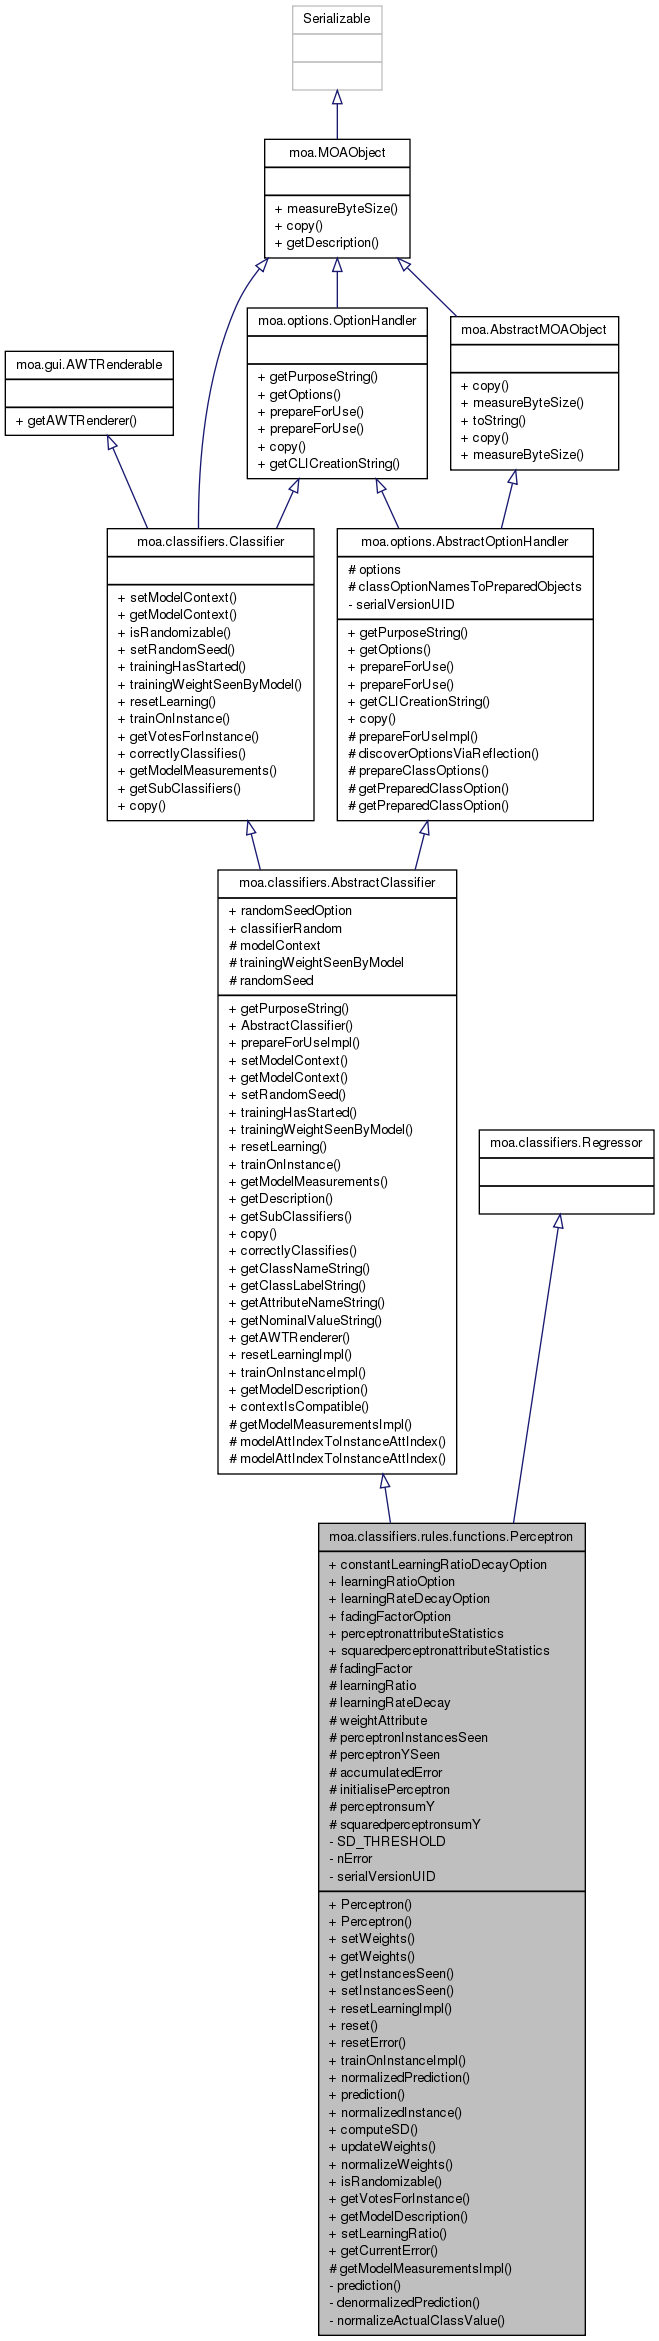 Serializable
moa.MOAObject
+ measureByteSize()
+ copy()
+ getDescription()
moa.options.OptionHandler
+ getPurposeString()
+ getOptions()
+ prepareForUse()
+ prepareForUse()
+ copy()
+ getCLICreationString()
moa.AbstractMOAObject
+ copy()
+ measureByteSize()
+ toString()
+ copy()
+ measureByteSize()
moa.gui.AWTRenderable
+ getAWTRenderer()
moa.classifiers.Classifier
+ setModelContext()
+ getModelContext()
+ isRandomizable()
+ setRandomSeed()
+ trainingHasStarted()
+ trainingWeightSeenByModel()
+ resetLearning()
+ trainOnInstance()
+ getVotesForInstance()
+ correctlyClassifies()
+ getModelMeasurements()
+ getSubClassifiers()
+ copy()
moa.options.AbstractOptionHandler
# options
# classOptionNamesToPreparedObjects
- serialVersionUID
+ getPurposeString()
+ getOptions()
+ prepareForUse()
+ prepareForUse()
+ getCLICreationString()
+ copy()
# prepareForUseImpl()
# discoverOptionsViaReflection()
# prepareClassOptions()
# getPreparedClassOption()
# getPreparedClassOption()
moa.classifiers.AbstractClassifier
+ randomSeedOption
+ classifierRandom
# modelContext
# trainingWeightSeenByModel
# randomSeed
+ getPurposeString()
+ AbstractClassifier()
+ prepareForUseImpl()
+ setModelContext()
+ getModelContext()
+ setRandomSeed()
+ trainingHasStarted()
+ trainingWeightSeenByModel()
+ resetLearning()
+ trainOnInstance()
+ getModelMeasurements()
+ getDescription()
+ getSubClassifiers()
+ copy()
+ correctlyClassifies()
+ getClassNameString()
+ getClassLabelString()
+ getAttributeNameString()
+ getNominalValueString()
+ getAWTRenderer()
+ resetLearningImpl()
+ trainOnInstanceImpl()
+ getModelDescription()
+ contextIsCompatible()
# getModelMeasurementsImpl()
# modelAttIndexToInstanceAttIndex()
# modelAttIndexToInstanceAttIndex()
moa.classifiers.Regressor
moa.classifiers.rules.functions.Perceptron
+ constantLearningRatioDecayOption
+ learningRatioOption
+ learningRateDecayOption
+ fadingFactorOption
+ perceptronattributeStatistics
+ squaredperceptronattributeStatistics
# fadingFactor
# learningRatio
# learningRateDecay
# weightAttribute
# perceptronInstancesSeen
# perceptronYSeen
# accumulatedError
# initialisePerceptron
# perceptronsumY
# squaredperceptronsumY
- SD_THRESHOLD
- nError
- serialVersionUID
+ Perceptron()
+ Perceptron()
+ setWeights()
+ getWeights()
+ getInstancesSeen()
+ setInstancesSeen()
+ resetLearningImpl()
+ reset()
+ resetError()
+ trainOnInstanceImpl()
+ normalizedPrediction()
+ prediction()
+ normalizedInstance()
+ computeSD()
+ updateWeights()
+ normalizeWeights()
+ isRandomizable()
+ getVotesForInstance()
+ getModelDescription()
+ setLearningRatio()
+ getCurrentError()
# getModelMeasurementsImpl()
- prediction()
- denormalizedPrediction()
- normalizeActualClassValue()